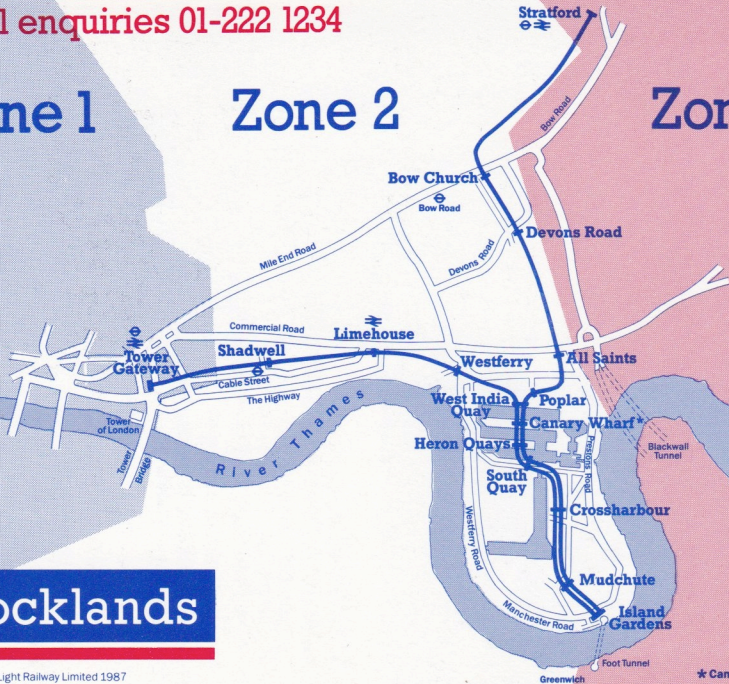 l enquiries 01-222 1234
Stratford
ne 1
Zone 2
Zon
Bow Road
Bow Church
Bow Road
Devons Road
Devons Road
Mile End Road
Commercial Road
Limehouse
Tower
Gateway
Shadwell
Westferry
All Saints
Cable Street
The Highway
West India
Quay
Poplar
Canary Wharf*
Tower
of London
River Thames
Heron Quays
Blackwall
Tunnel
Tower
Bridge
Prestons Road
South
Quay
Crossharbour
Westferry Road
Mudchute
ocklands
Manchester Road
Island
Gardens
Foot Tunnel
Light Railway Limited 1987
Greenwich
* Can